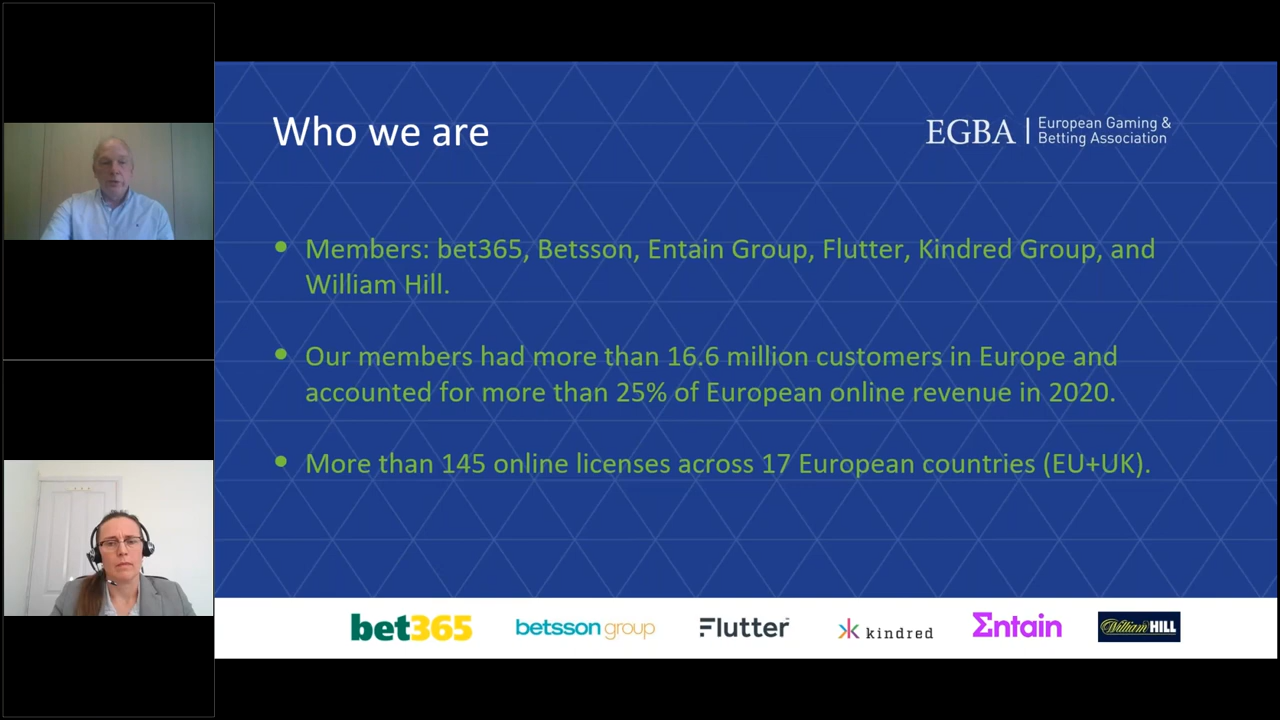 Who we are
EGBA | European Gaming &
Betting Association
• Members: bet365, Betsson, Entain Group, Flutter, Kindred Group, and
William Hill.
• Our members had more than 16.6 million customers in Europe and
accounted for more than 25% of European online revenue in 2020.
• More than 145 online licenses across 17 European countries (EU+UK).
bet365 betsson group Flutter kindred Entain William HILL